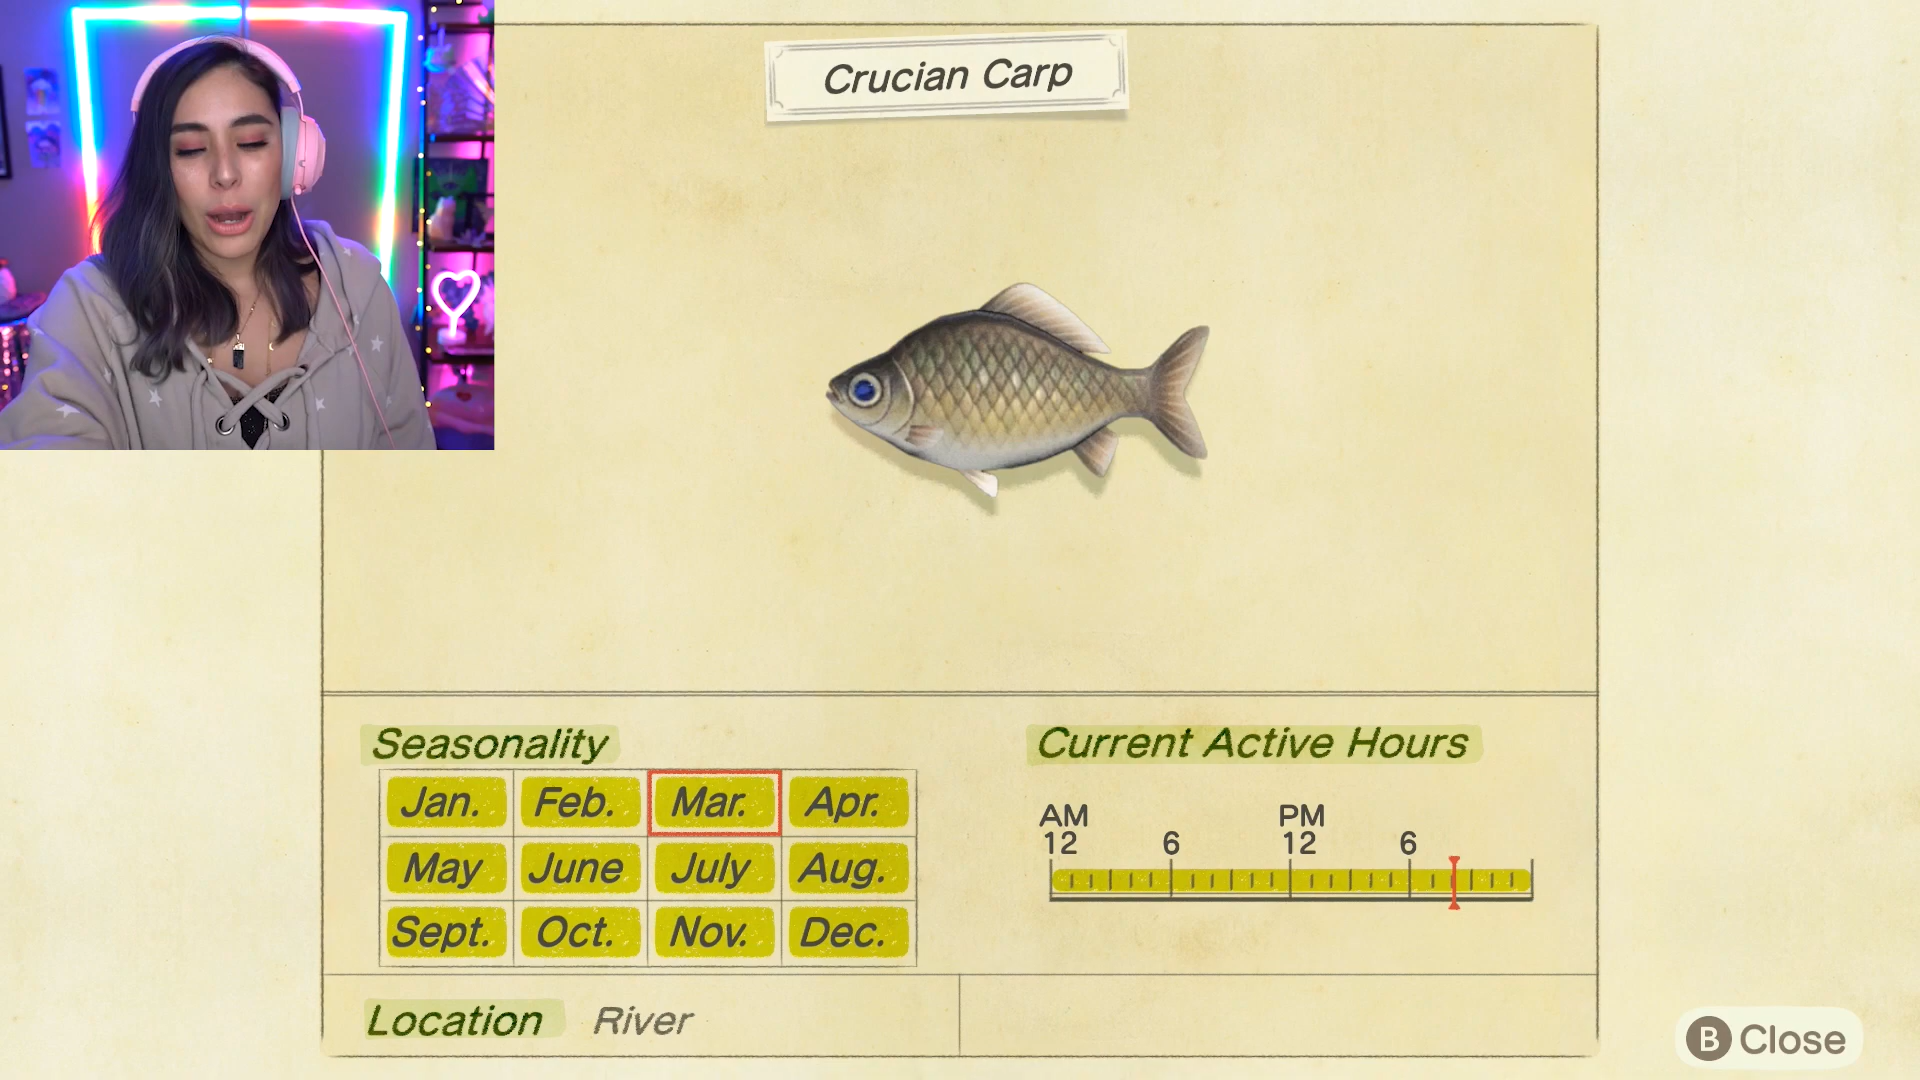 Crucian Carp
Seasonality
Jan. Feb. Mar. Apr.
May June July Aug.
Sept. Oct. Nov. Dec.
Current Active Hours
AM PM
12 6 12 6
Location River
B Close